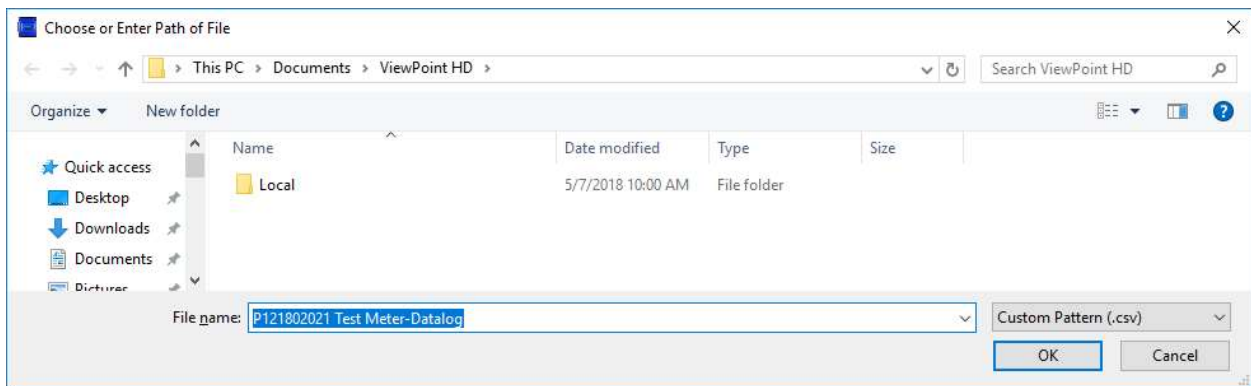 Choose or Enter Path of File
This PC > Documents > ViewPoint HD >
Search ViewPoint HD
Organize
New folder
Name
Date modified
Type
Size
Quick access
Desktop
Downloads
Documents
Pictures
Local
5/7/2018 10:00 AM
File folder
File name:
P121802021 Test Meter-Datalog
Custom Pattern (.csv)
OK
Cancel